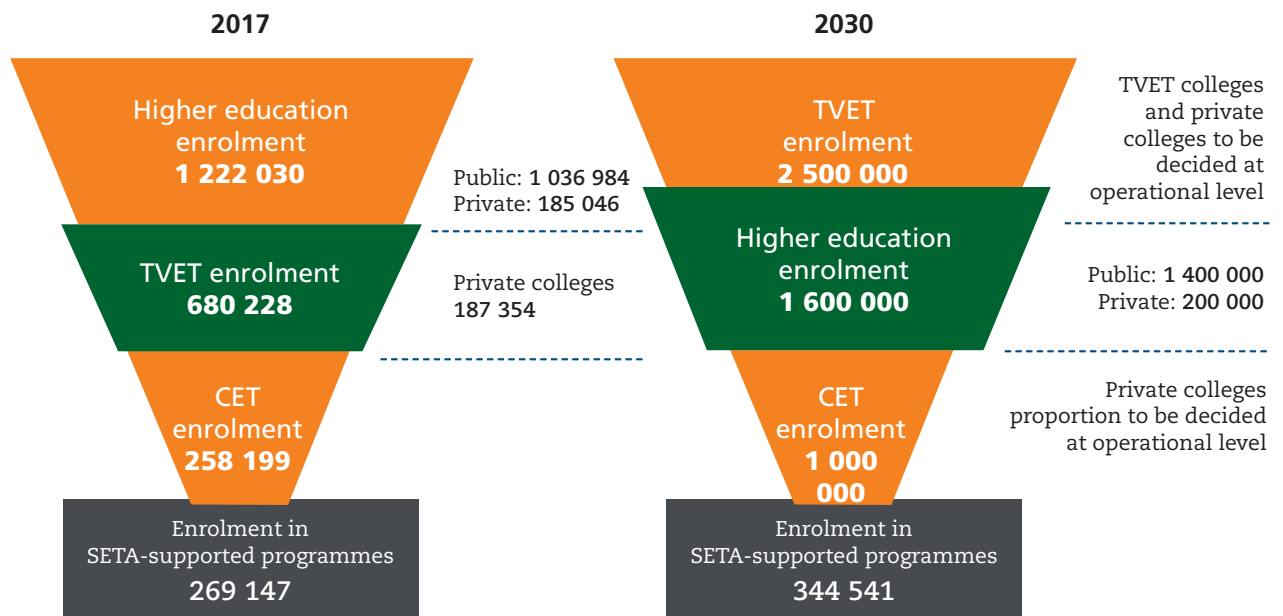 2017
Higher education
enrolment
1 222 030
Public: 1 036 984
Private: 185 046
TVET enrolment
680 228
Private colleges
187 354
CET
enrolment
258 199
Enrolment in
SETA-supported programmes
269 147
2030
TVET
enrolment
2 500 000
TVET colleges
and private
colleges to be
decided at
operational level
Higher education
enrolment
1 600 000
Public: 1 400 000
Private: 200 000
CET
enrolment
1 000
000
Private colleges
proportion to be decided
at operational level
Enrolment in
SETA-supported programmes
344 541